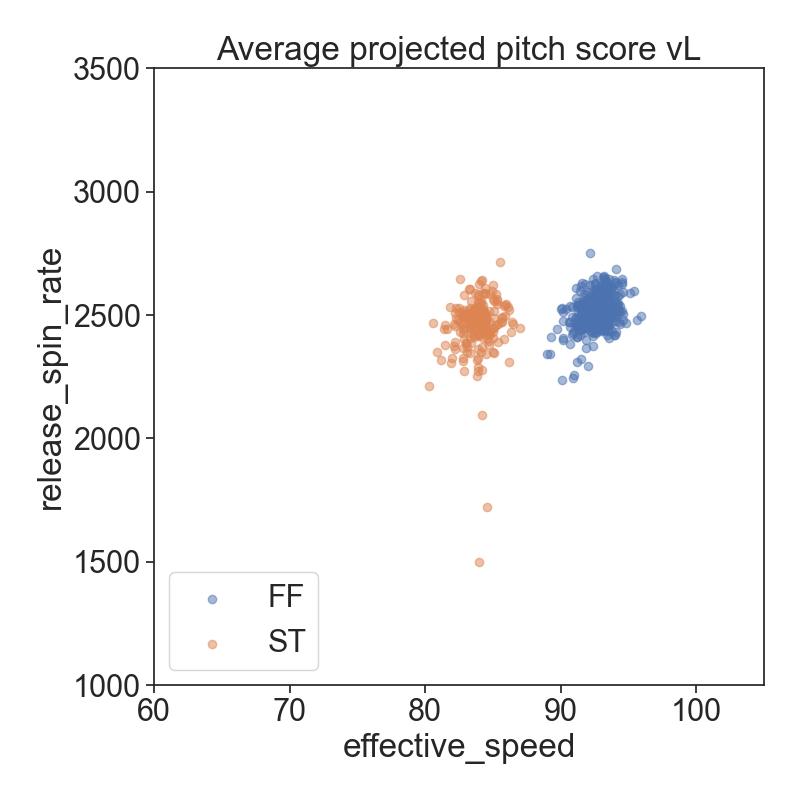 Average projected pitch score vL
3500
3000
2500
2000
1500
1000
release_spin_rate
FF
ST
60 70 80 90 100
effective_speed